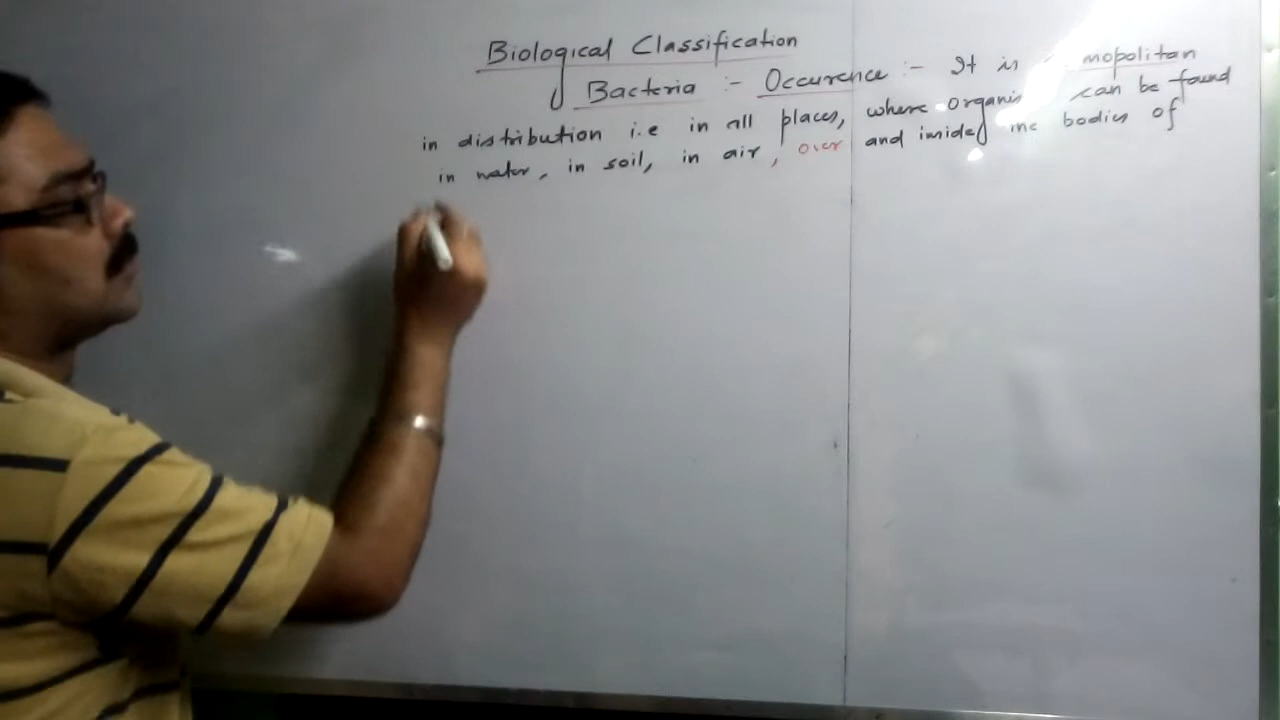 Biological Classification
Bacteria :- Occurence :- It is mopolitan
in distribution i.e in all places, where organis can be found
in water, in soil, in air, over and inside the bodies of